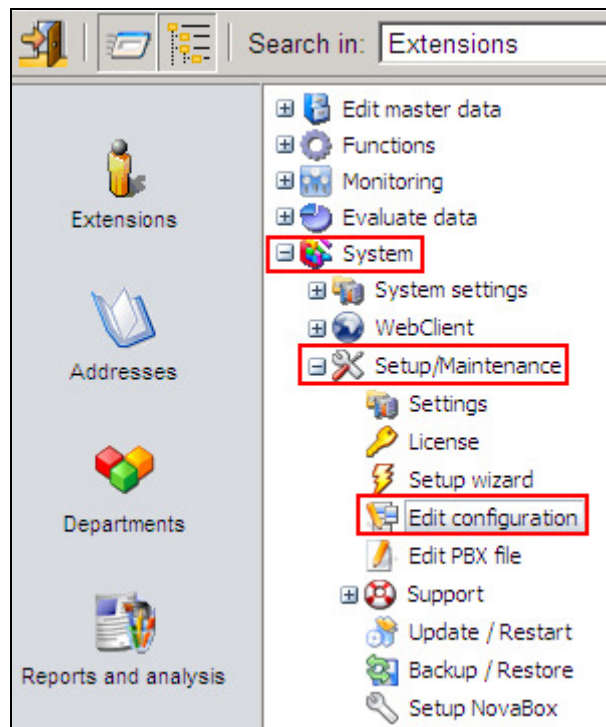 Search in: Extensions
Extensions
Addresses
Departments
Reports and analysis
Edit master data
Functions
Monitoring
Evaluate data
System
System settings
WebClient
Setup/Maintenance
Settings
License
Setup wizard
Edit configuration
Edit PBX file
Support
Update / Restart
Backup / Restore
Setup NovaBox